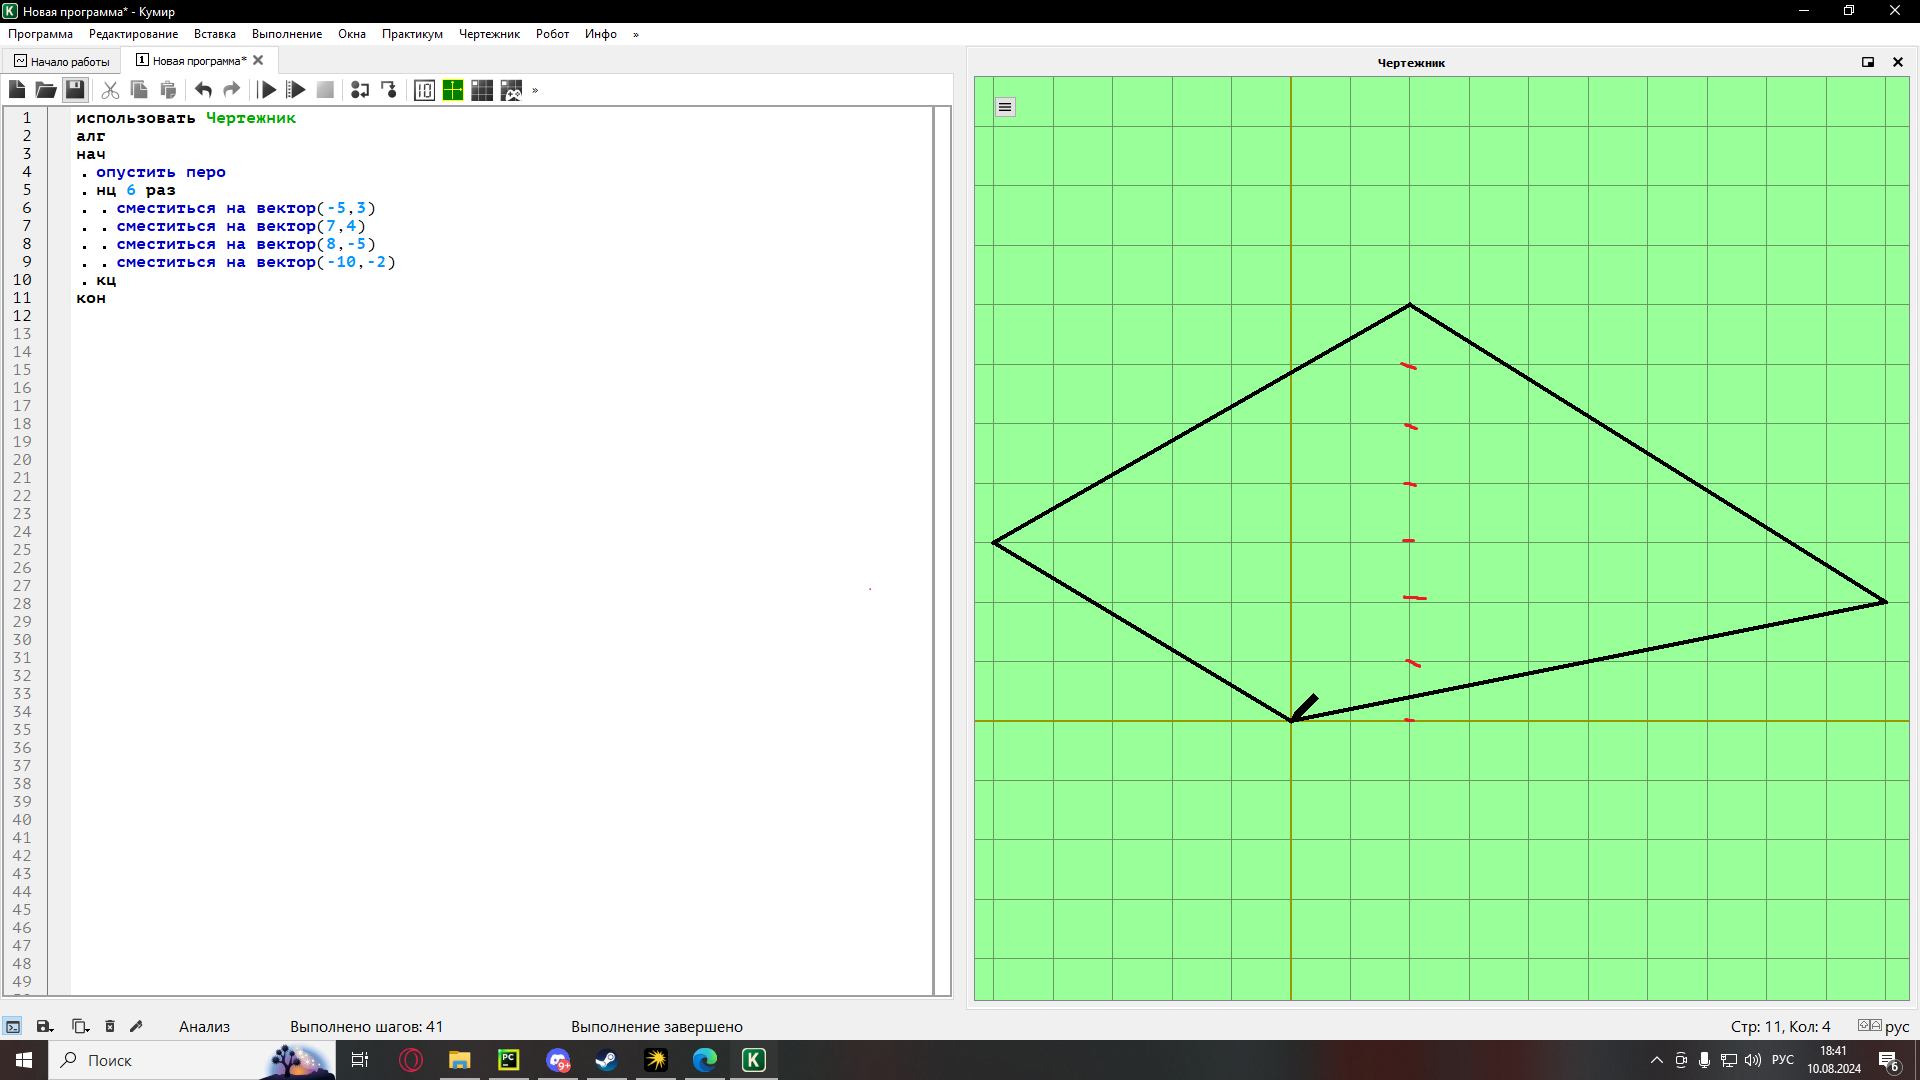 Новая программа* - Кумир
Программа Редактирование Вставка Выполнение Окна Практикум Чертежник Робот Инфо »
Начало работы 1 Новая программа*
»
1 использовать Чертежник
2 алг
3 нач
4 . опустить перо
5 . нц 6 раз
6 . . сместиться на вектор(-5,3)
7 . . сместиться на вектор(7,4)
8 . . сместиться на вектор(8,-5)
9 . . сместиться на вектор(-10,-2)
10 . кц
11 кон
12
13
14
15
16
17
18
19
20
21
22
23
24
25
26
27
28
29
30
31
32
33
34
35
36
37
38
39
40
41
42
43
44
45
46
47
48
49
Чертежник
Анализ Выполнено шагов: 41 Выполнение завершено Стр: 11, Кол: 4 рус
Поиск PC 9+ K РУС 18:41
10.08.2024 6